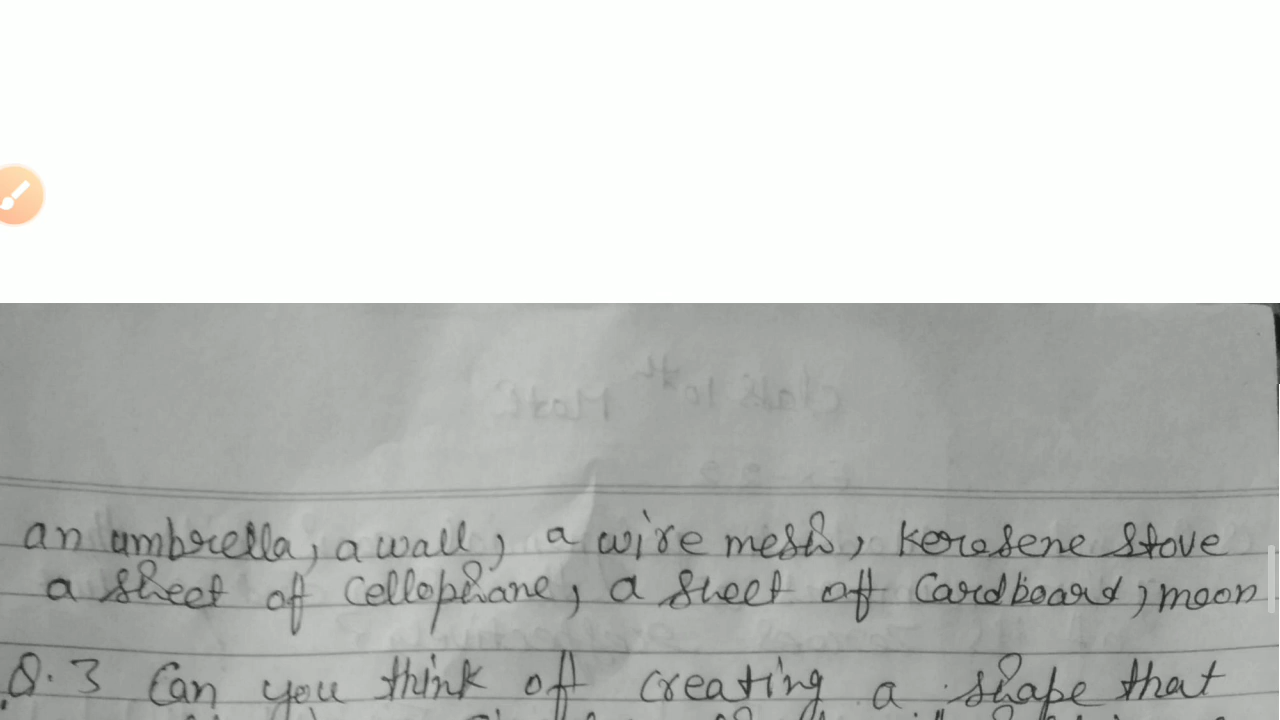 an umbrella, a wall, a wire mesh, kerosene stove
a sheet of Cellophane, a sheet off Cardboard, moon
Q.3 Can you think off creating a shape that